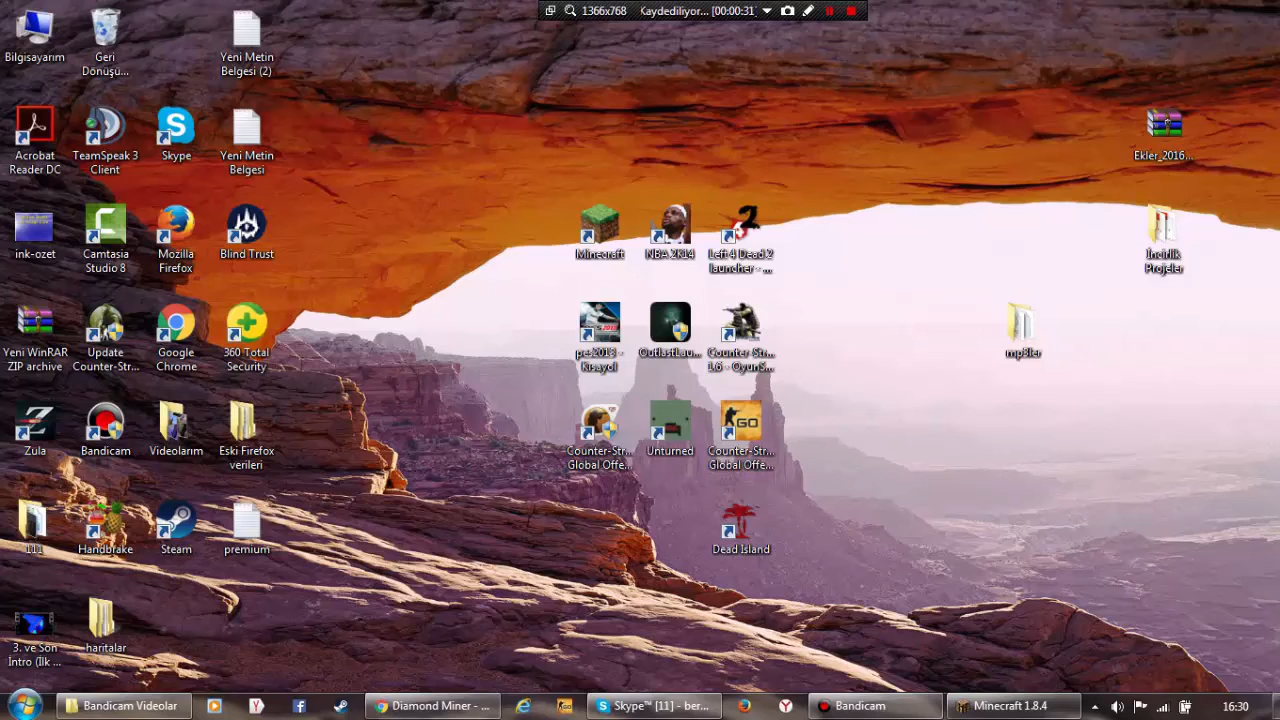 1366x768 Kaydediliyor... [00:00:31]
Bilgisayarım
Geri
Dönüşü...
Yeni Metin
Belgesi (2)
Acrobat
Reader DC
TeamSpeak 3
Client
Skype
Yeni Metin
Belgesi
Ekler_2016...
ink-ozet
Camtasia
Studio 8
Mozilla
Firefox
Blind Trust
Minecraft
NBA 2K14
Left 4 Dead 2
launcher - ...
İncirlik
Projeler
Yeni WinRAR
ZIP archive
Update
Counter-Str...
Google
Chrome
360 Total
Security
pes2013 -
Kısayol
OutlastLau...
Counter-Str...
1.6 - OyunS...
mp3ler
Zula
Bandicam
Videolarım
Eski Firefox
verileri
Counter-Str...
Global Offe...
Unturned
GO
Counter-Str...
Global Offe...
111
Handbrake
Steam
premium
Dead Island
3. ve Son
İntro (İlk ...
haritalar
Bandicam Videolar
Diamond Miner - ...
Skype™ [11] - ber...
Bandicam
Minecraft 1.8.4
16:30